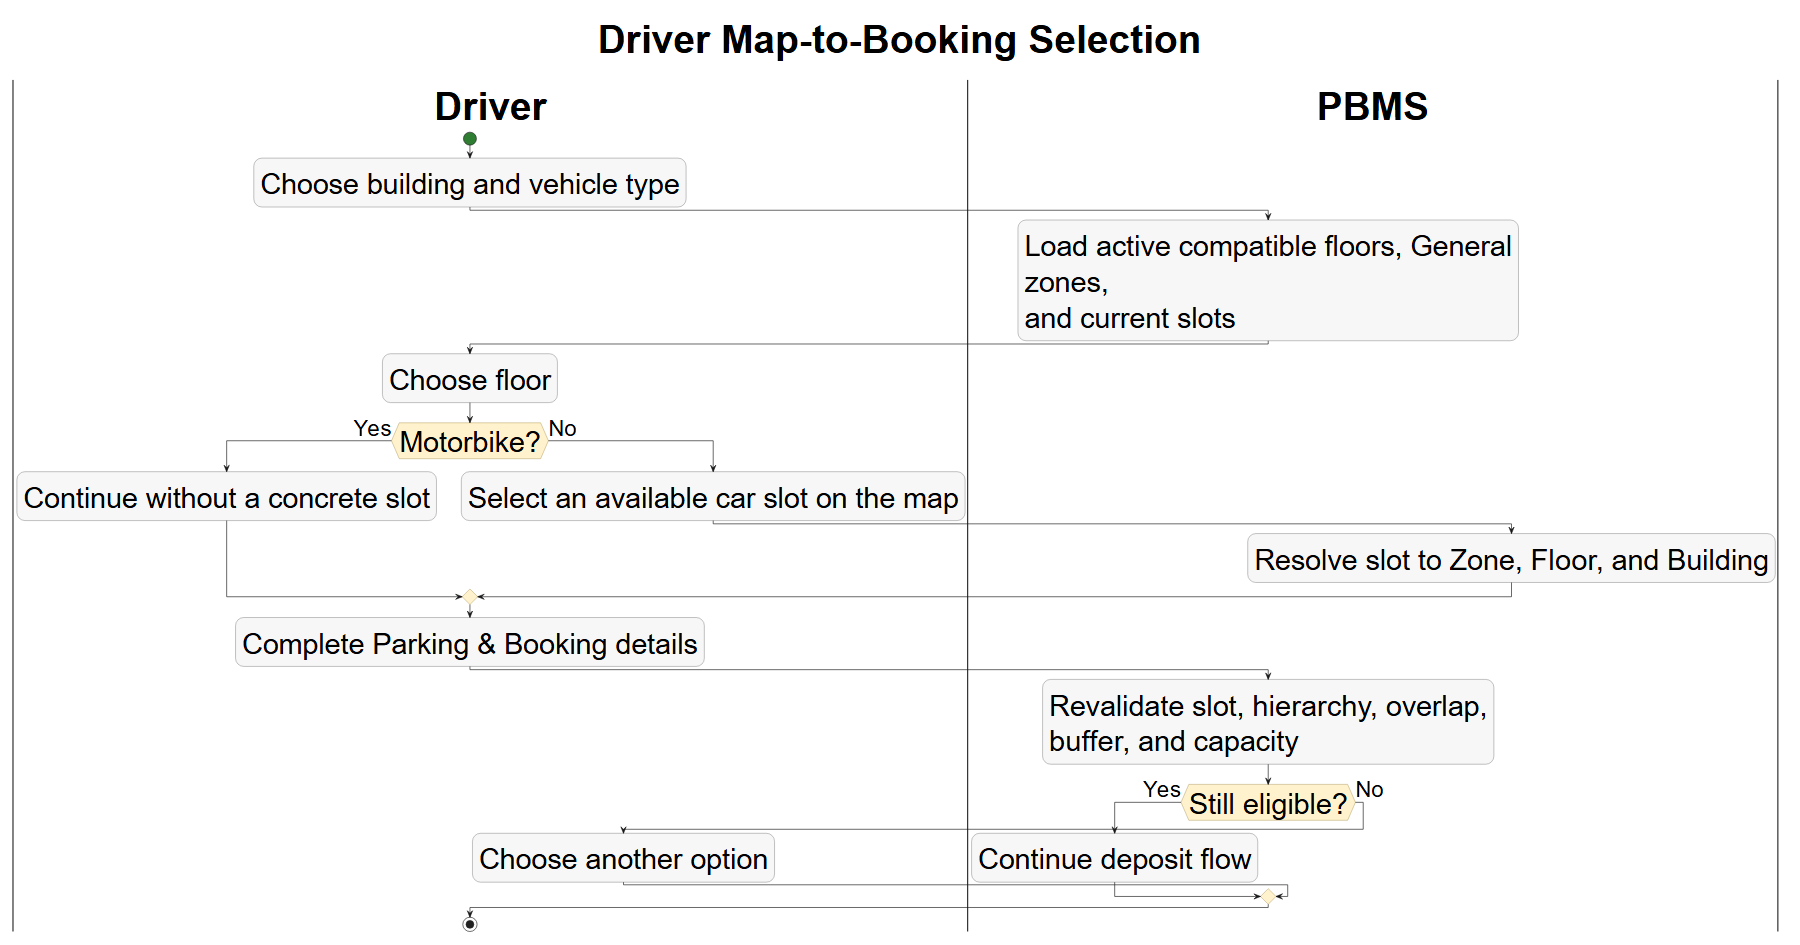 Driver Map-to-Booking Selection
Driver
PBMS
Choose building and vehicle type
Load active compatible floors, General
zones,
and current slots
Choose floor
Yes
Motorbike?
No
Continue without a concrete slot
Select an available car slot on the map
Resolve slot to Zone, Floor, and Building
Complete Parking & Booking details
Revalidate slot, hierarchy, overlap,
buffer, and capacity
Yes
Still eligible?
No
Choose another option
Continue deposit flow